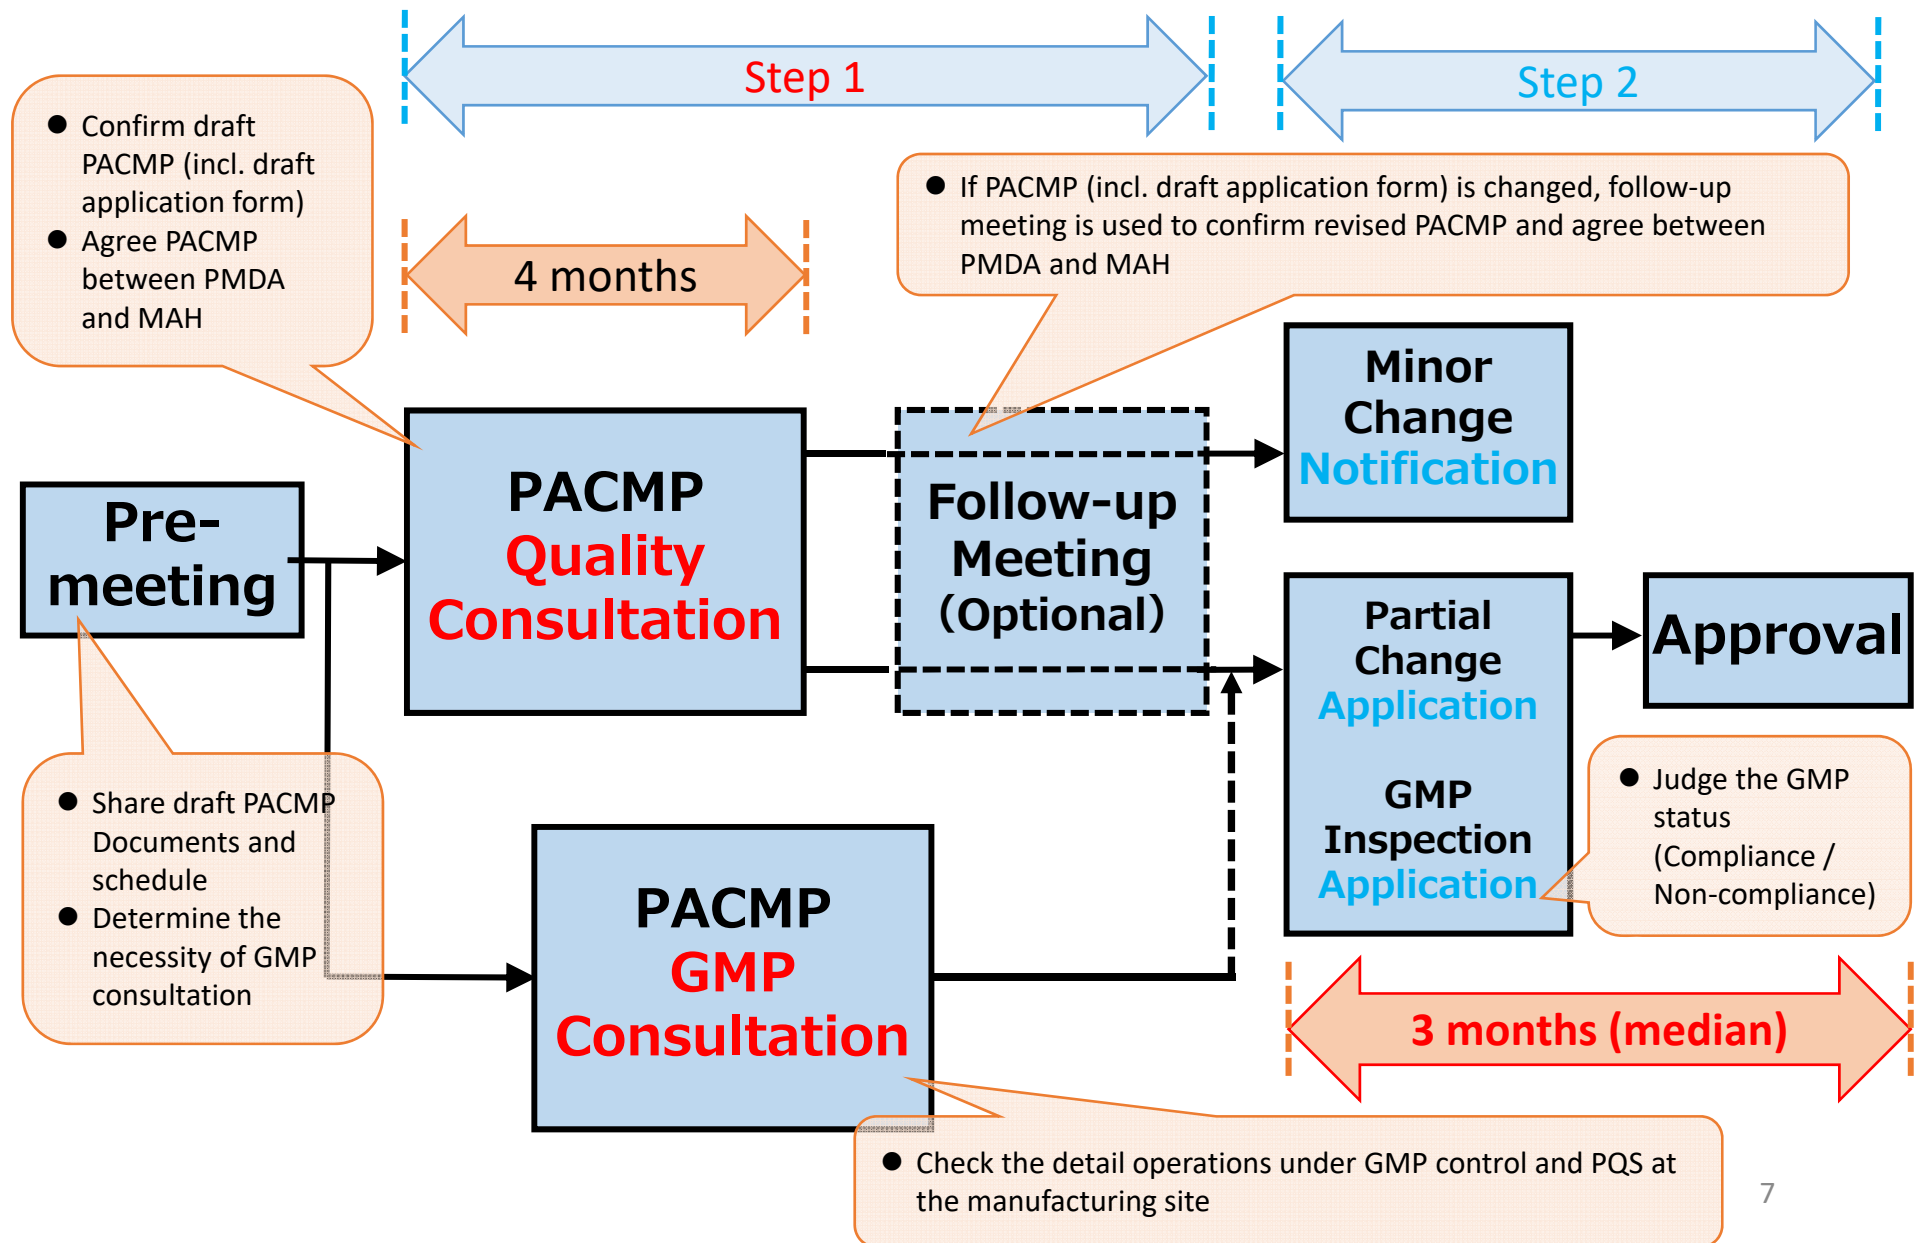 Step 1
Step 2
● Confirm draft
PACMP (incl. draft
application form)
● Agree PACMP
between PMDA
and MAH
● If PACMP (incl. draft application form) is changed, follow-up
meeting is used to confirm revised PACMP and agree between
PMDA and MAH
4 months
Pre-
meeting
PACMP
Quality
Consultation
Follow-up
Meeting
(Optional)
Minor
Change
Notification
Partial
Change
Application
GMP
Inspection
Application
Approval
● Share draft PACMP
Documents and
schedule
● Determine the
necessity of GMP
consultation
PACMP
GMP
Consultation
● Judge the GMP
status
(Compliance /
Non-compliance)
3 months (median)
● Check the detail operations under GMP control and PQS at
the manufacturing site
7